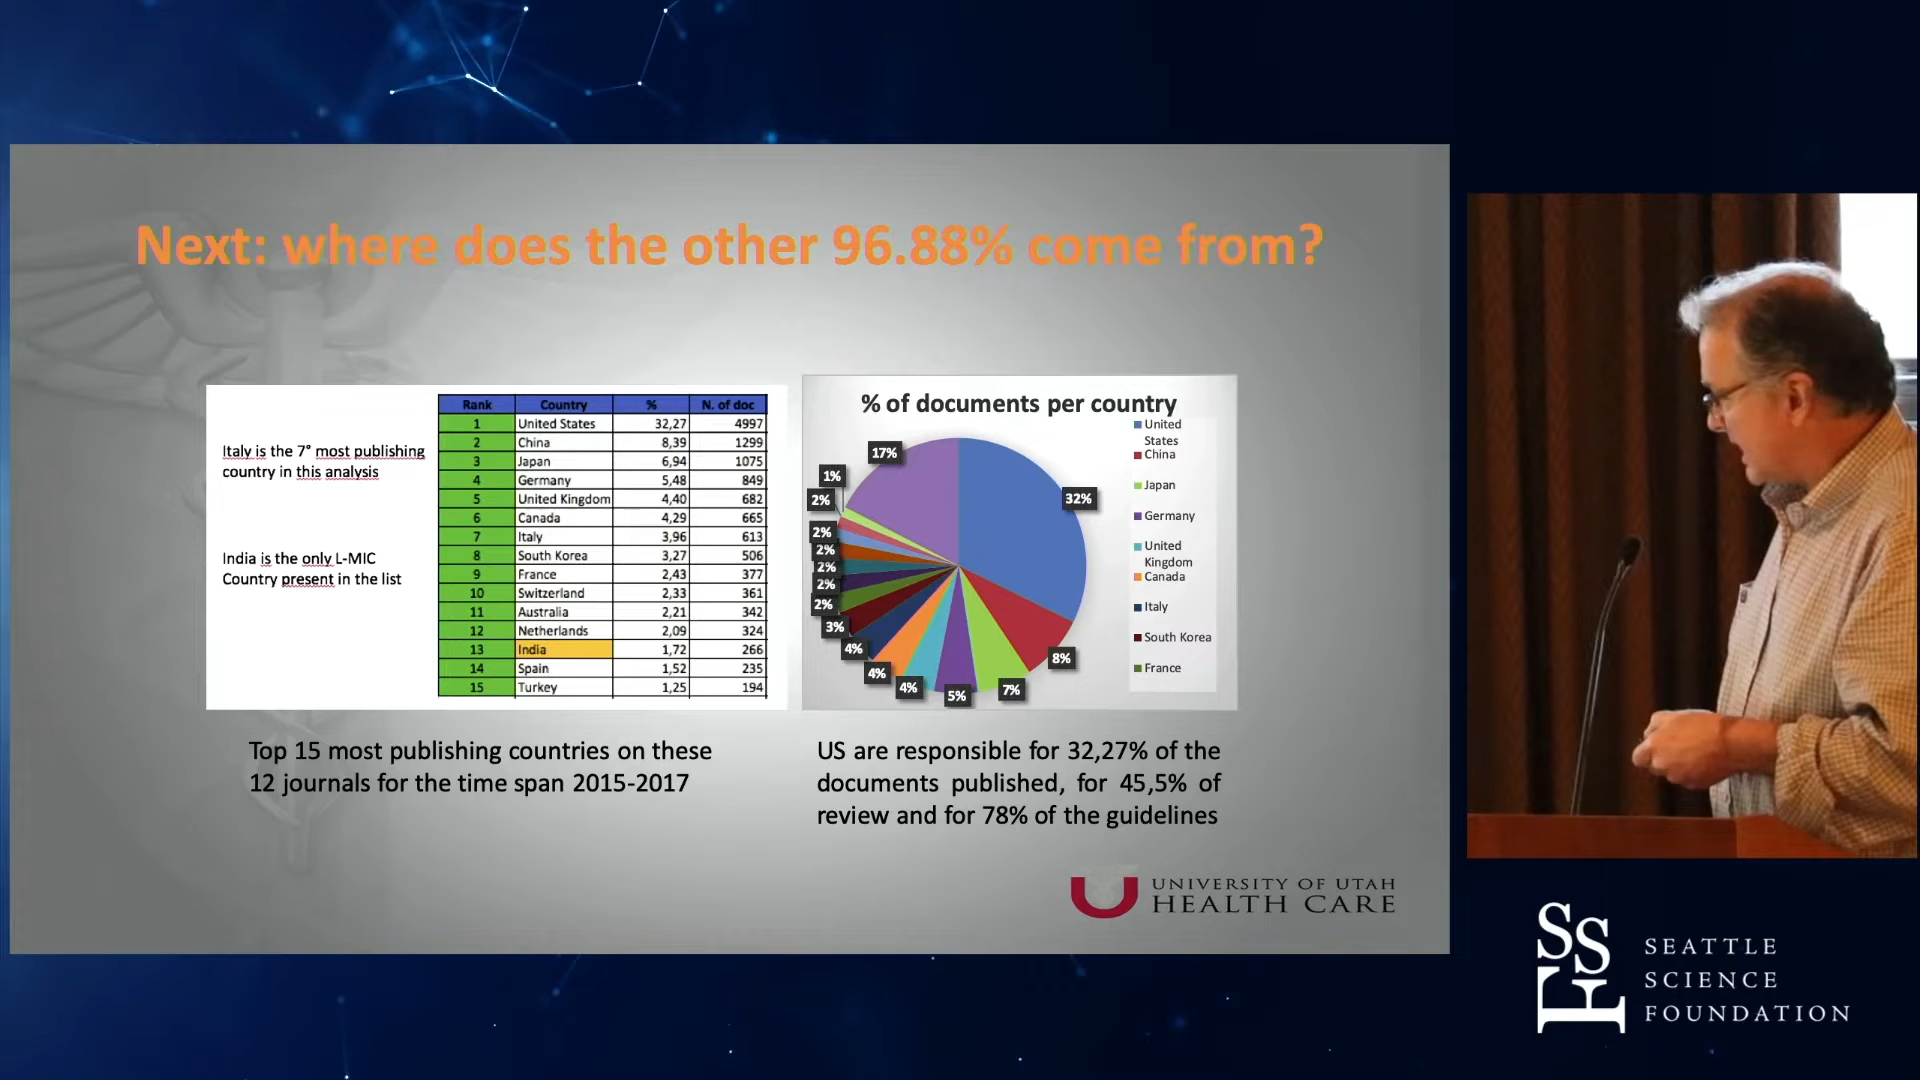 Next: where does the other 96.88% come from?
Italy is the 7° most publishing
country in this analysis
India is the only L-MIC
Country present in the list
Rank Country % N. of doc
1 United States 32,27 4997
2 China 8,39 1299
3 Japan 6,94 1075
4 Germany 5,48 849
5 United Kingdom 4,40 682
6 Canada 4,29 665
7 Italy 3,96 613
8 South Korea 3,27 506
9 France 2,43 377
10 Switzerland 2,33 361
11 Australia 2,21 342
12 Netherlands 2,09 324
13 India 1,72 266
14 Spain 1,52 235
15 Turkey 1,25 194
Top 15 most publishing countries on these
12 journals for the time span 2015-2017
% of documents per country
17%
1%
2%
2%
2%
2%
2%
2%
3%
4%
4%
4%
5%
7%
8%
32%
United
States
China
Japan
Germany
United
Kingdom
Canada
Italy
South Korea
France
US are responsible for 32,27% of the
documents published, for 45,5% of
review and for 78% of the guidelines
U
UNIVERSITY OF UTAH
HEALTH CARE
SSF
SEATTLE
SCIENCE
FOUNDATION